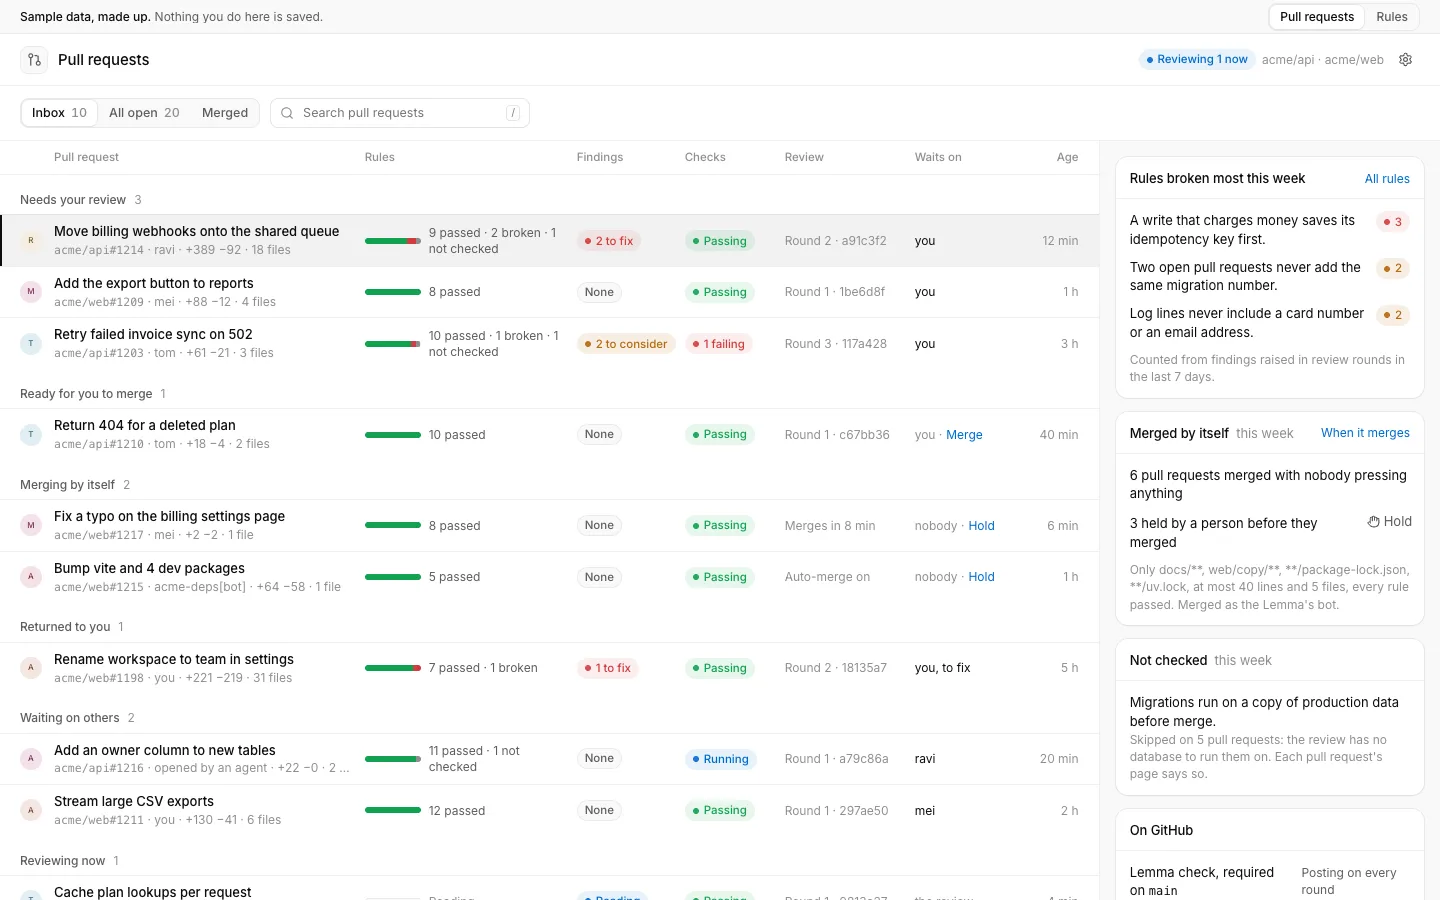 Sample data, made up. Nothing you do here is saved.
Pull requests Rules
Pull requests
Reviewing 1 now acme/api · acme/web
Inbox 10 All open 20 Merged Search pull requests /
Pull request Rules Findings Checks Review Waits on Age
Needs your review 3
R Move billing webhooks onto the shared queue
acme/api#1214 · ravi · +389 −92 · 18 files
9 passed · 2 broken · 1
not checked
2 to fix Passing Round 2 · a91c3f2 you 12 min
M Add the export button to reports
acme/web#1209 · mei · +88 −12 · 4 files
8 passed None Passing Round 1 · 1be6d8f you 1 h
T Retry failed invoice sync on 502
acme/api#1203 · tom · +61 −21 · 3 files
10 passed · 1 broken · 1
not checked
2 to consider 1 failing Round 3 · 117a428 you 3 h
Ready for you to merge 1
T Return 404 for a deleted plan
acme/api#1210 · tom · +18 −4 · 2 files
10 passed None Passing Round 1 · c67bb36 you · Merge 40 min
Merging by itself 2
M Fix a typo on the billing settings page
acme/web#1217 · mei · +2 −2 · 1 file
8 passed None Passing Merges in 8 min nobody · Hold 6 min
A Bump vite and 4 dev packages
acme/web#1215 · acme-deps[bot] · +64 −58 · 1 file
5 passed None Passing Auto-merge on nobody · Hold 1 h
Returned to you 1
A Rename workspace to team in settings
acme/web#1198 · you · +221 −219 · 31 files
7 passed · 1 broken 1 to fix Passing Round 2 · 18135a7 you, to fix 5 h
Waiting on others 2
A Add an owner column to new tables
acme/api#1216 · opened by an agent · +22 −0 · 2 ...
11 passed · 1 not
checked
None Running Round 1 · a79c86a ravi 20 min
A Stream large CSV exports
acme/web#1211 · you · +130 −41 · 6 files
12 passed None Passing Round 1 · 297ae50 mei 2 h
Reviewing now 1
Cache plan lookups per request
Rules broken most this week All rules
A write that charges money saves its
idempotency key first.
3
Two open pull requests never add the
same migration number.
2
Log lines never include a card number
or an email address.
2
Counted from findings raised in review rounds in
the last 7 days.
Merged by itself this week When it merges
6 pull requests merged with nobody pressing
anything
3 held by a person before they
merged
Hold
Only docs/**, web/copy/**, **/package-lock.json,
**/uv.lock, at most 40 lines and 5 files, every rule
passed. Merged as the Lemma's bot.
Not checked this week
Migrations run on a copy of production data
before merge.
Skipped on 5 pull requests: the review has no
database to run them on. Each pull request's
page says so.
On GitHub
Lemma check, required
on main
Posting on every
round